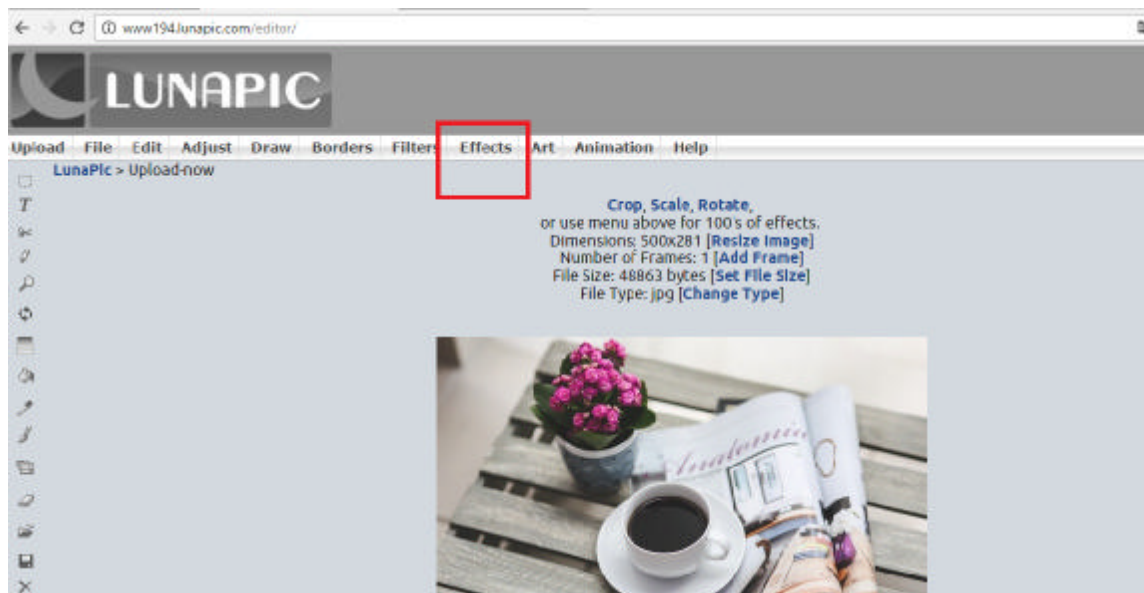 www194.lunapic.com/editor/
LUNAPIC
Upload File Edit Adjust Draw Borders Filters Effects Art Animation Help
LunaPic > Upload-now
T
Crop, Scale, Rotate,
or use menu above for 100's of effects.
Dimensions: 500x281 [Resize Image]
Number of Frames: 1 [Add Frame]
File Size: 48863 bytes [Set File Size]
File Type: jpg [Change Type]
Analomia